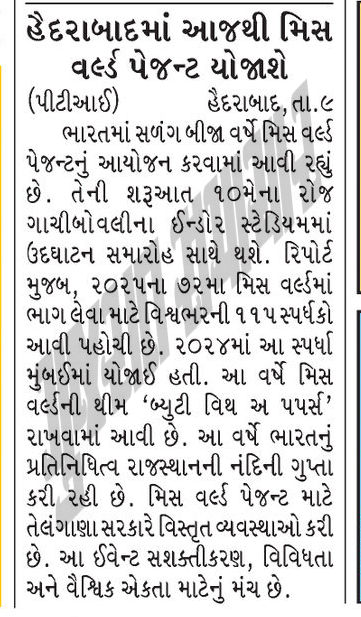 હૈદરાબાદમાં આજથી મિસ
વર્લ્ડ પેજન્ટ યોજાશે
(પીટીઆઈ) હૈદરાબાદ,તા.૯
ભારતમાં સળંગ બીજા વર્ષે મિસ વર્લ્ડ
પેજન્ટનું આયોજન કરવામાં આવી રહ્યું
છે. તેની શરૂઆત ૧૦મેના રોજ
ગાચીબોવલીના ઈન્ડોર સ્ટેડિયમમાં
ઉદઘાટન સમારોહ સાથે થશે. રિપોર્ટ
મુજબ, ૨૦૨૫ના ૭૨મા મિસ વર્લ્ડમાં
ભાગ લેવા માટે વિશ્વભરની ૧૧૫ સ્પર્ધકો
આવી પહોચી છે. ૨૦૨૪માં આ સ્પર્ધા
મુંબઈમાં યોજાઈ હતી. આ વર્ષે મિસ
વર્લ્ડની થીમ ‘બ્યુટી વિથ અ પપર્સ’
રાખવામાં આવી છે. આ વર્ષે ભારતનું
પ્રતિનિધિત્વ રાજસ્થાનની નંદિની ગુપ્તા
કરી રહી છે. મિસ વર્લ્ડ પેજન્ટ માટે
તેલંગાણા સરકારે વિસ્તૃત વ્યવસ્થાઓ કરી
છે. આ ઈવેન્ટ સશક્તીકરણ, વિવિધતા
અને વૈશ્વિક એકતા માટેનું મંચ છે.